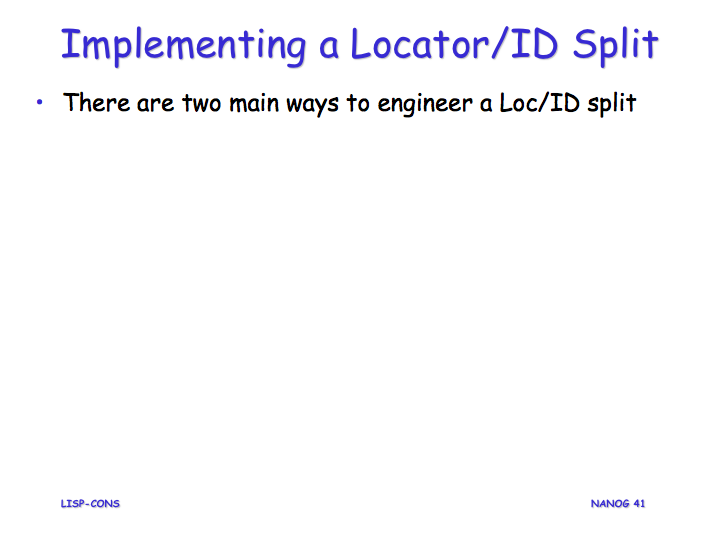 Implementing a Locator/ID Split
• There are two main ways to engineer a Loc/ID split
LISP-CONS
NANOG 41